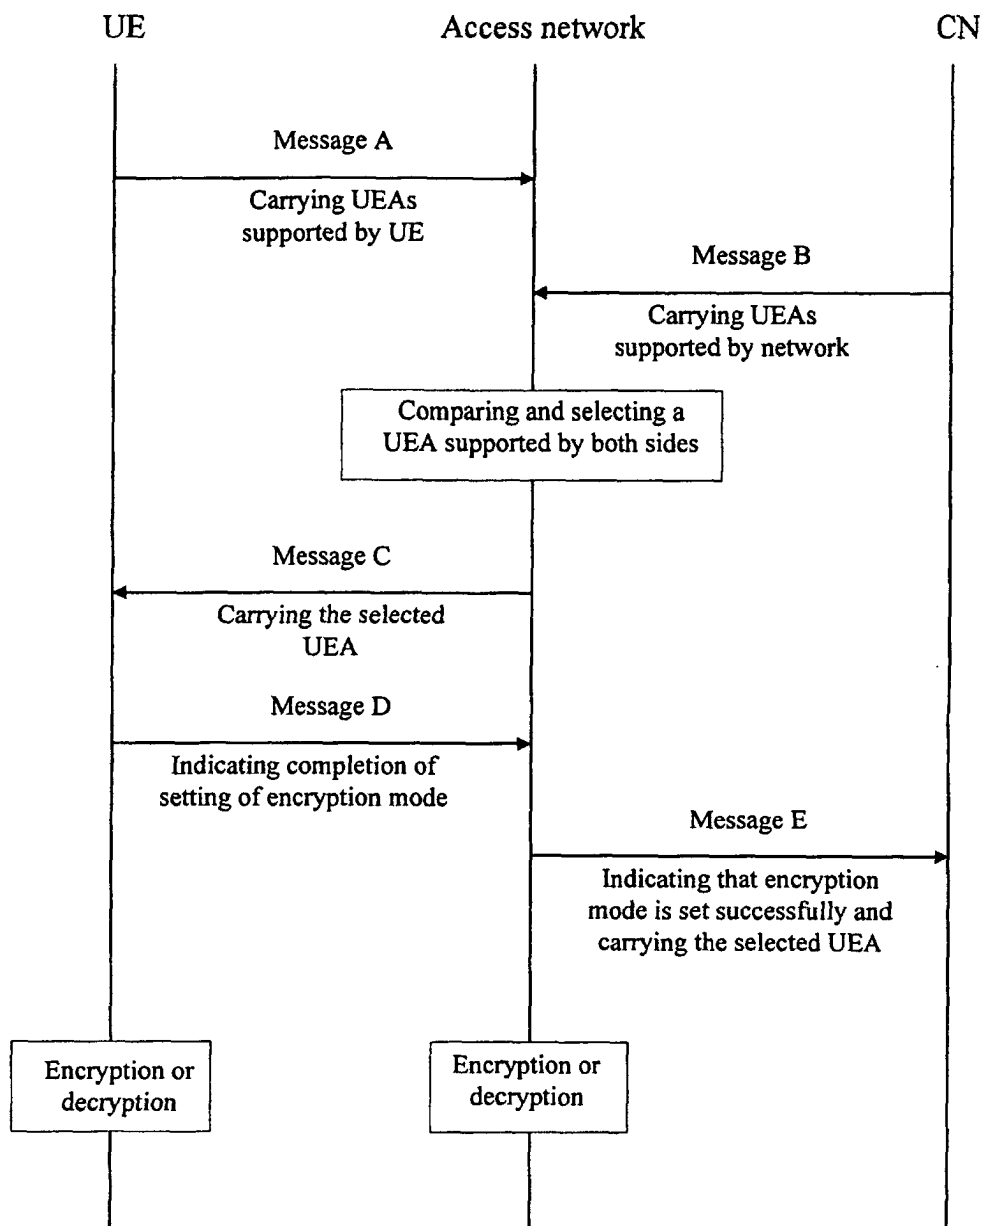 UE
Access network
CN
Message A
Carrying UEAs
supported by UE
Message B
Carrying UEAs
supported by network
Comparing and selecting a
UEA supported by both sides
Message C
Carrying the selected
UEA
Message D
Indicating completion of
setting of encryption mode
Message E
Indicating that encryption
mode is set successfully and
carrying the selected UEA
Encryption or
decryption
Encryption or
decryption